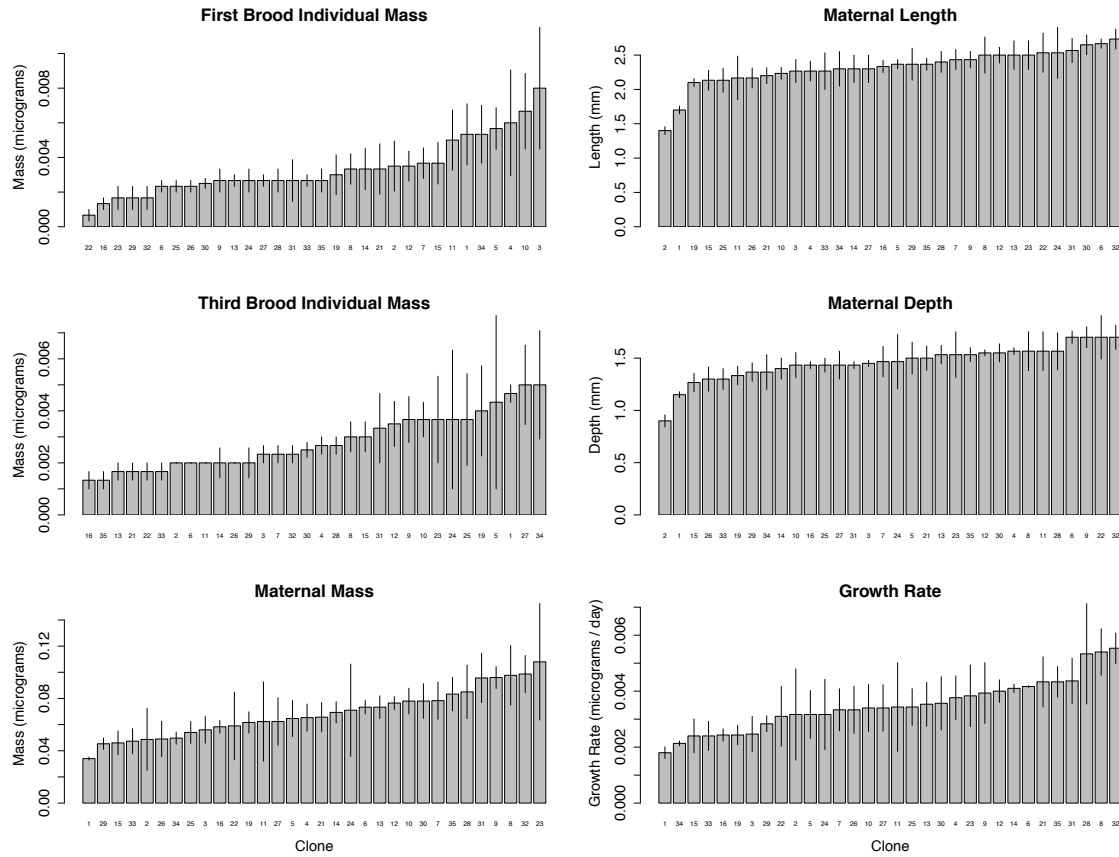 First Brood Individual Mass
Mass (micrograms)
0.000 0.004 0.008
22 16 23 29 32 6 25 26 30 9 13 24 27 28 31 33 35 19 8 14 21 2 12 7 15 11 1 34 5 4 10 3
Maternal Length
Length (mm)
0.0 0.5 1.0 1.5 2.0 2.5
2 1 19 15 25 11 26 21 10 3 4 33 34 14 27 16 5 29 35 28 7 9 8 12 13 23 22 24 31 30 6 32
Third Brood Individual Mass
Mass (micrograms)
0.000 0.002 0.004 0.006
16 35 13 21 22 33 2 6 11 14 26 29 3 7 32 30 4 28 8 15 31 12 9 10 23 24 25 19 5 1 27 34
Maternal Depth
Depth (mm)
0.0 0.5 1.0 1.5
2 1 15 26 33 19 29 34 14 10 16 25 27 31 3 7 24 5 21 35 13 23 35 12 30 4 8 11 28 6 9 22 32
Maternal Mass
Mass (micrograms)
0.00 0.04 0.08 0.12
1 29 15 33 2 26 34 25 3 16 22 19 11 27 5 4 21 14 24 6 13 12 10 30 7 35 28 31 9 8 32 23
Clone
Growth Rate
Growth Rate (micrograms / day)
0.000 0.002 0.004 0.006
1 34 15 33 16 19 3 29 22 2 5 24 7 26 10 27 11 25 13 30 4 23 9 12 14 6 21 35 31 28 8 32
Clone